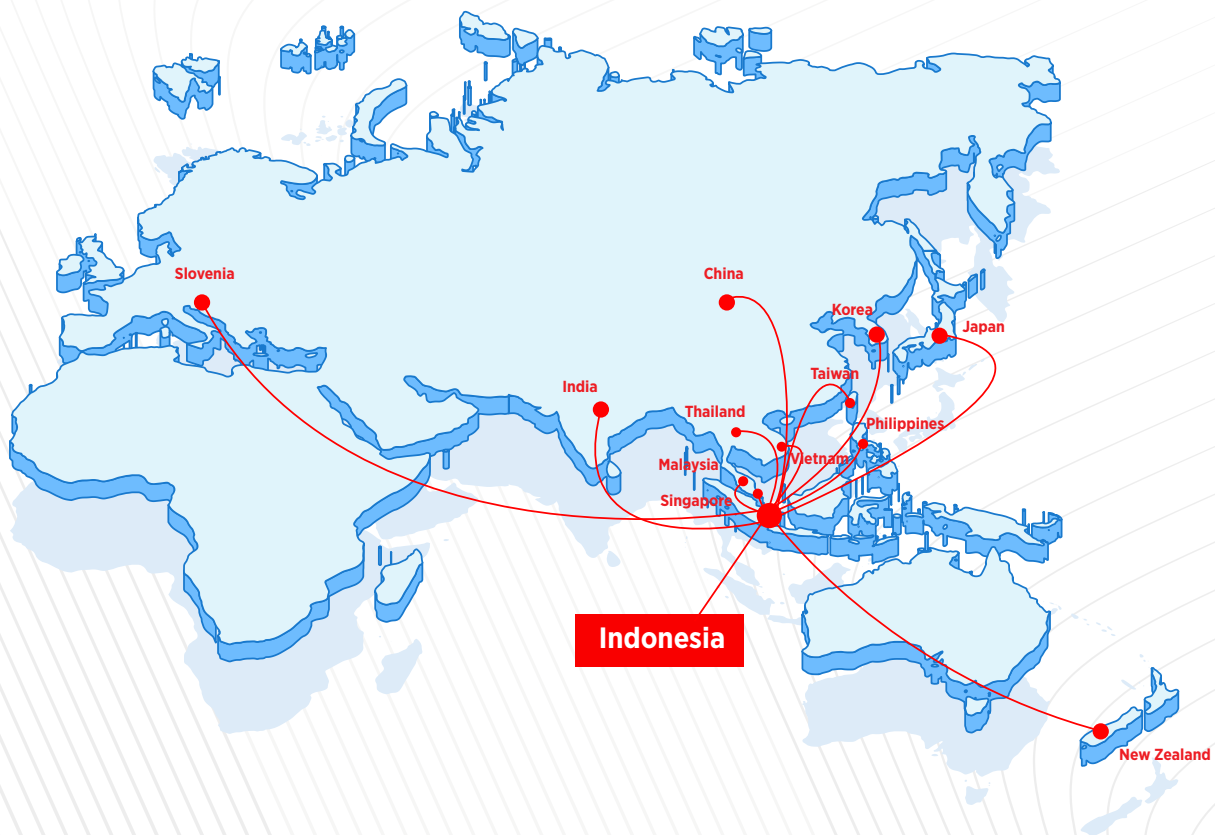 Slovenia
China
Korea
Japan
Taiwan
India
Thailand
Philippines
Vietnam
Malaysia
Singapore
Indonesia
New Zealand